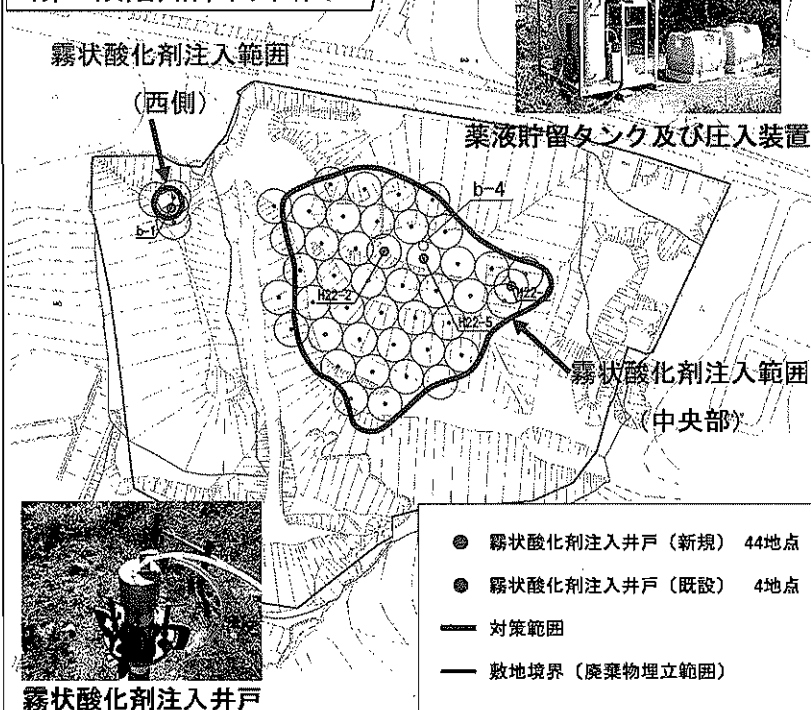 霧状酸化剤注入範囲
(西側)
薬液貯留タンク及び圧入装置
b-4
b-1
H22-2
H22-5
霧状酸化剤注入範囲
(中央部)
霧状酸化剤注入井戸(新規) 44地点
霧状酸化剤注入井戸(既設) 4地点
対策範囲
敷地境界(廃棄物埋立範囲)
霧状酸化剤注入井戸